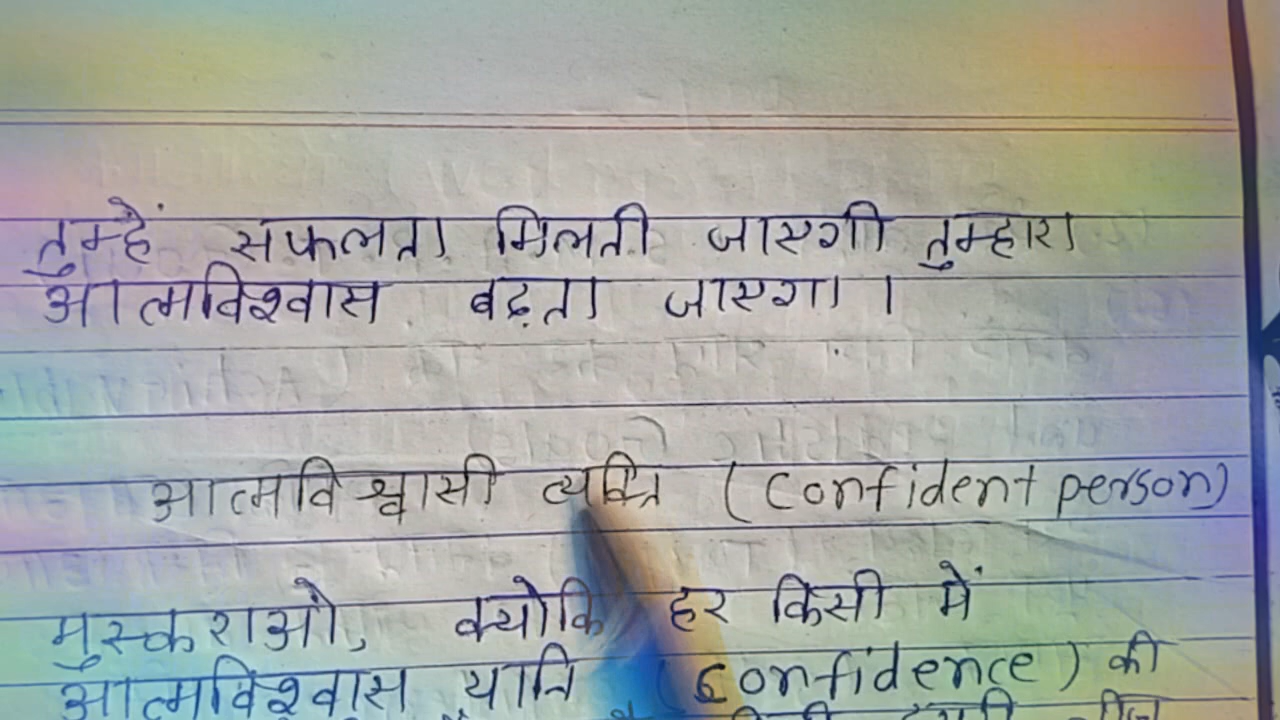 तुम्हें सफलता मिलती जाएगी तुम्हारा
आत्मविश्वास बढ़ता जाएगा।
आत्मविश्वासी व्यक्ति (Confident person)
मुस्कराओ, क्योकि हर किसी में
आत्मविश्वास यानि (Confidence) की